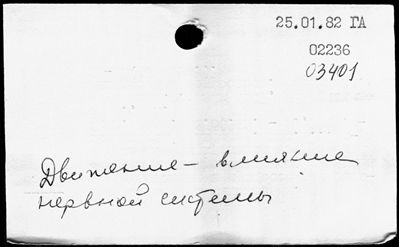 25.01.82 ГА
02236
03401
Движение – влияние
нервной системы